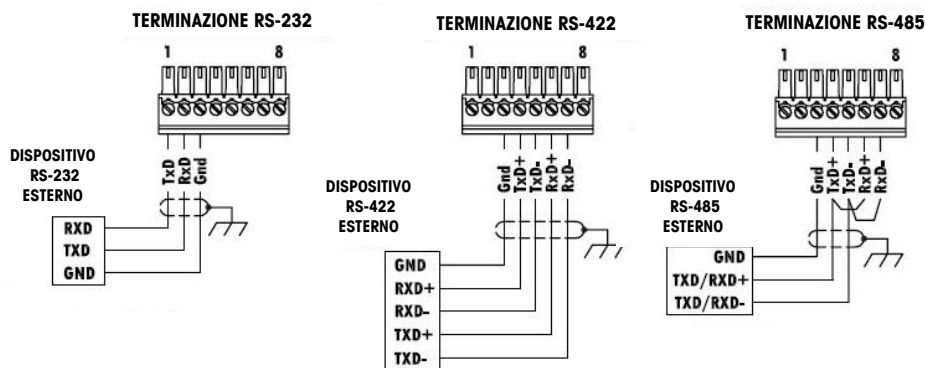 TERMINAZIONE RS-232
1 8
TxD
RxD
Gnd
DISPOSITIVO
RS-232
ESTERNO
RXD
TXD
GND
TERMINAZIONE RS-422
1 8
Gnd
TxD+
TxD-
RxD+
RxD-
DISPOSITIVO
RS-422
ESTERNO
GND
RXD+
RXD-
TXD+
TXD-
TERMINAZIONE RS-485
1 8
Gnd
TxD+
TxD-
RxD+
RxD-
DISPOSITIVO
RS-485
ESTERNO
GND
TXD/RXD+
TXD/RXD-